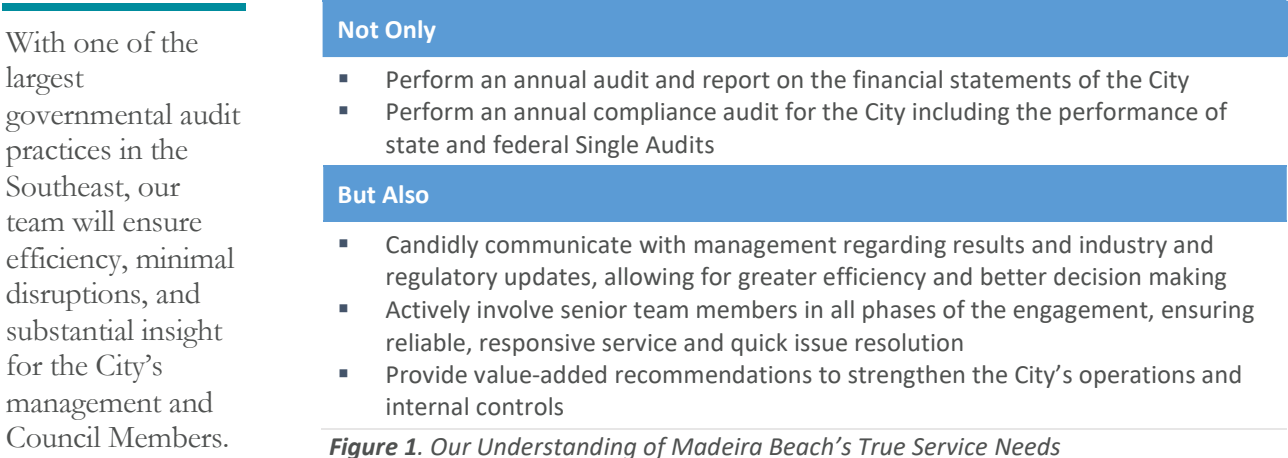 With one of the
largest
governmental audit
practices in the
Southeast, our
team will ensure
efficiency, minimal
disruptions, and
substantial insight
for the City's
management and
Council Members.
Not Only
▪ Perform an annual audit and report on the financial statements of the City
▪ Perform an annual compliance audit for the City including the performance of
state and federal Single Audits
But Also
▪ Candidly communicate with management regarding results and industry and
regulatory updates, allowing for greater efficiency and better decision making
▪ Actively involve senior team members in all phases of the engagement, ensuring
reliable, responsive service and quick issue resolution
▪ Provide value-added recommendations to strengthen the City's operations and
internal controls
Figure 1. Our Understanding of Madeira Beach's True Service Needs